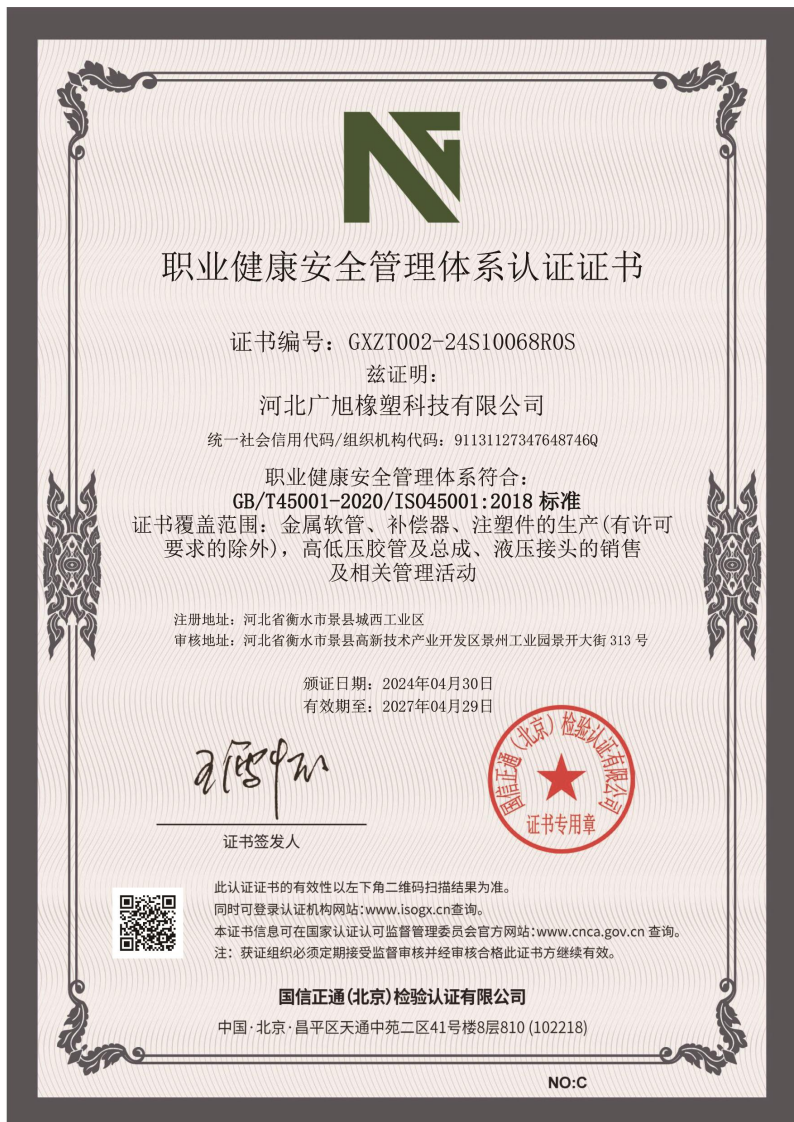 职业健康安全管理体系认证证书
证书编号：GXZT002-24S10068R0S
兹证明：
河北广旭橡塑科技有限公司
统一社会信用代码/组织机构代码：91131127347648746Q
职业健康安全管理体系符合：
GB/T45001-2020/ISO45001:2018 标准
证书覆盖范围：金属软管、补偿器、注塑件的生产(有许可
要求的除外)，高低压胶管及总成、液压接头的销售
及相关管理活动
注册地址：河北省衡水市景县城西工业区
审核地址：河北省衡水市景县高新技术产业开发区景州工业园景开大街 313 号
颁证日期：2024年04月30日
有效期至：2027年04月29日
国信正通（北京）检验认证有限公司
证书专用章
证书签发人
此认证证书的有效性以左下角二维码扫描结果为准。
同时可登录认证机构网站：www.isogx.cn查询。
本证书信息可在国家认证认可监督管理委员会官方网站：www.cnca.gov.cn 查询。
注：获证组织必须定期接受监督审核并经审核合格此证书方继续有效。
国信正通(北京)检验认证有限公司
中国·北京·昌平区天通中苑二区41号楼8层810 (102218)
NO:C